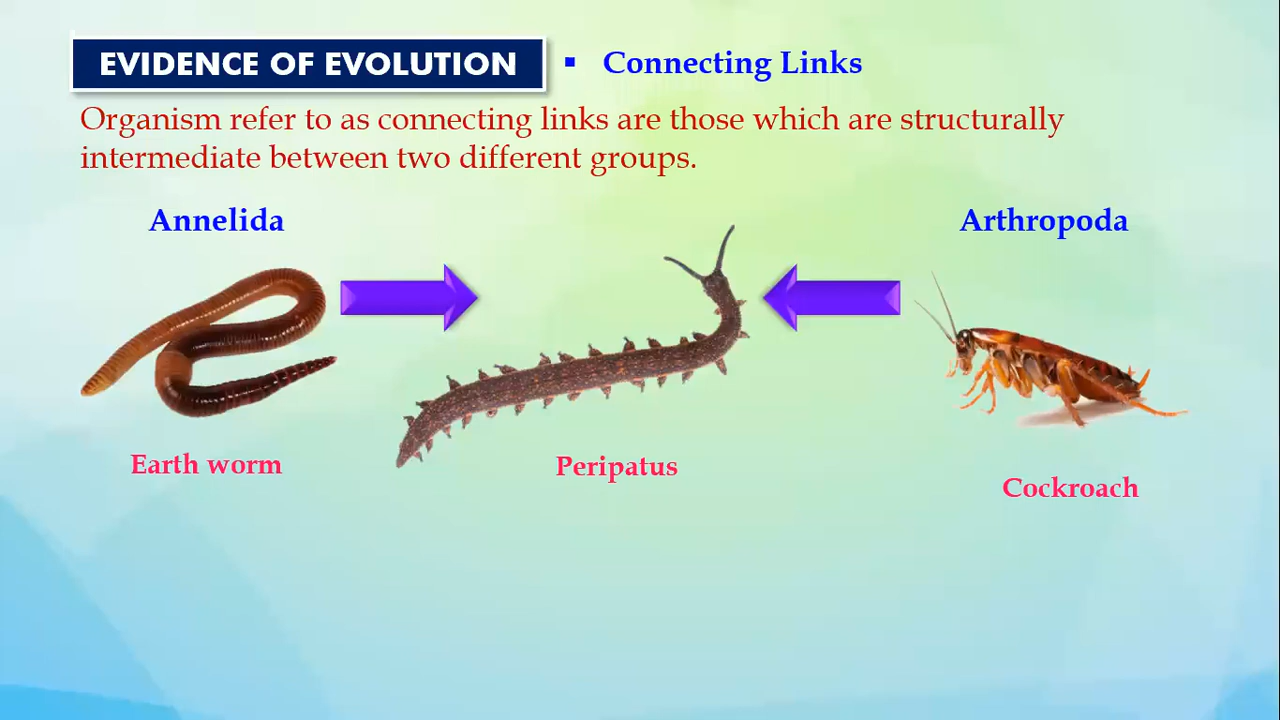 EVIDENCE OF EVOLUTION ▪ Connecting Links
Organism refer to as connecting links are those which are structurally
intermediate between two different groups.
Annelida
Arthropoda
Earth worm
Peripatus
Cockroach